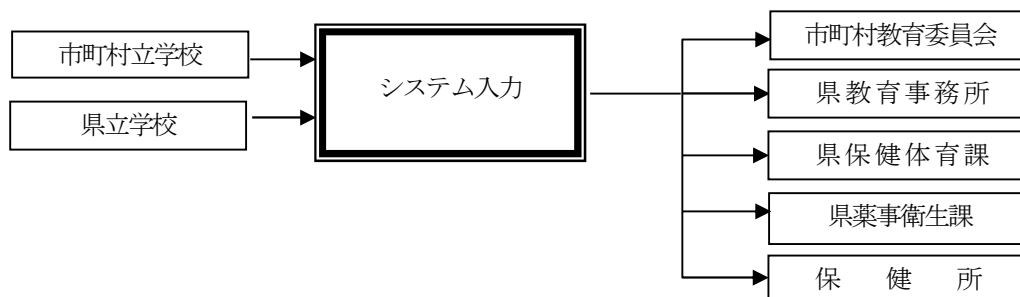 市町村立学校
県立学校
システム入力
市町村教育委員会
県教育事務所
県保健体育課
県薬事衛生課
保健所